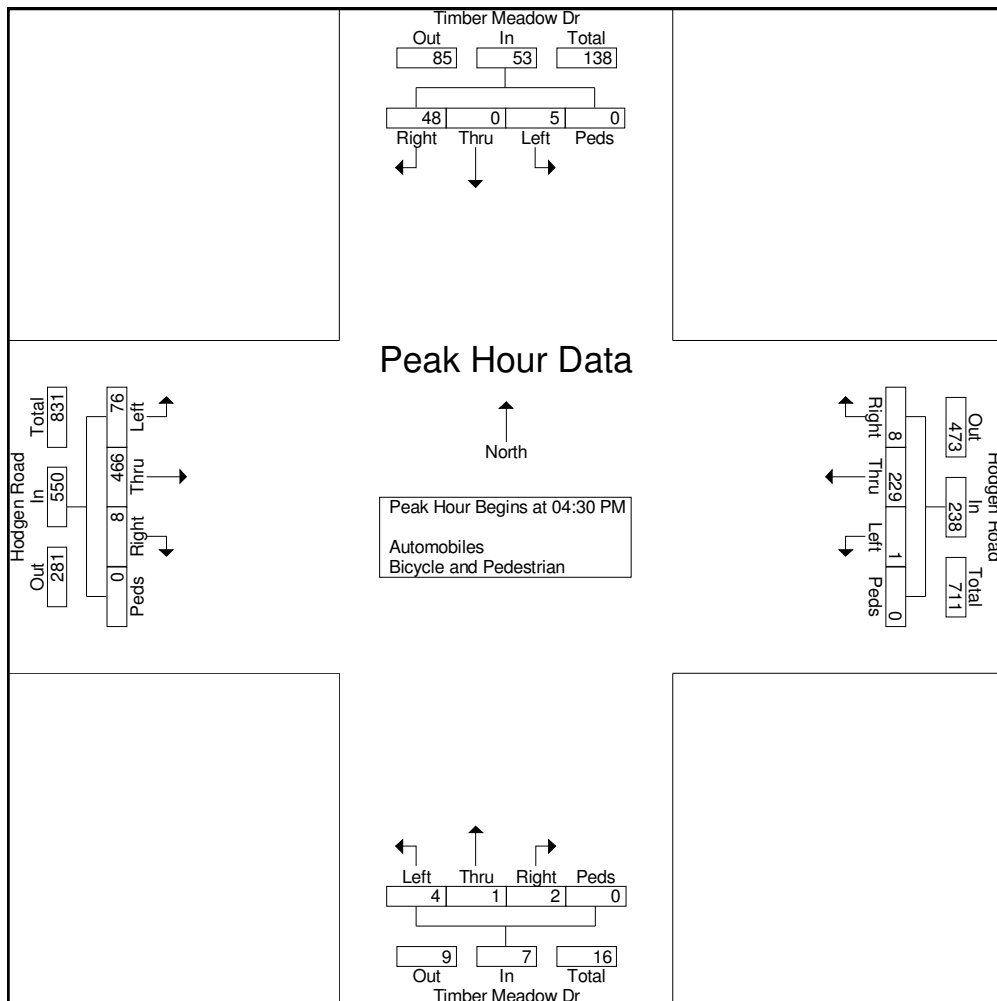 Timber Meadow Dr
Out In Total
85 53 138
48 0 5 0
Right Thru Left Peds
Peak Hour Data
North
Peak Hour Begins at 04:30 PM
Automobiles
Bicycle and Pedestrian
Hodgen Road
Out In Total
281 550 831
76 466 8 0
Left Thru Right Peds
Hodgen Road
Out In Total
473 238 711
8 229 1 0
Right Thru Left Peds
Left Thru Right Peds
4 1 2 0
9 7 16
Out In Total
Timber Meadow Dr